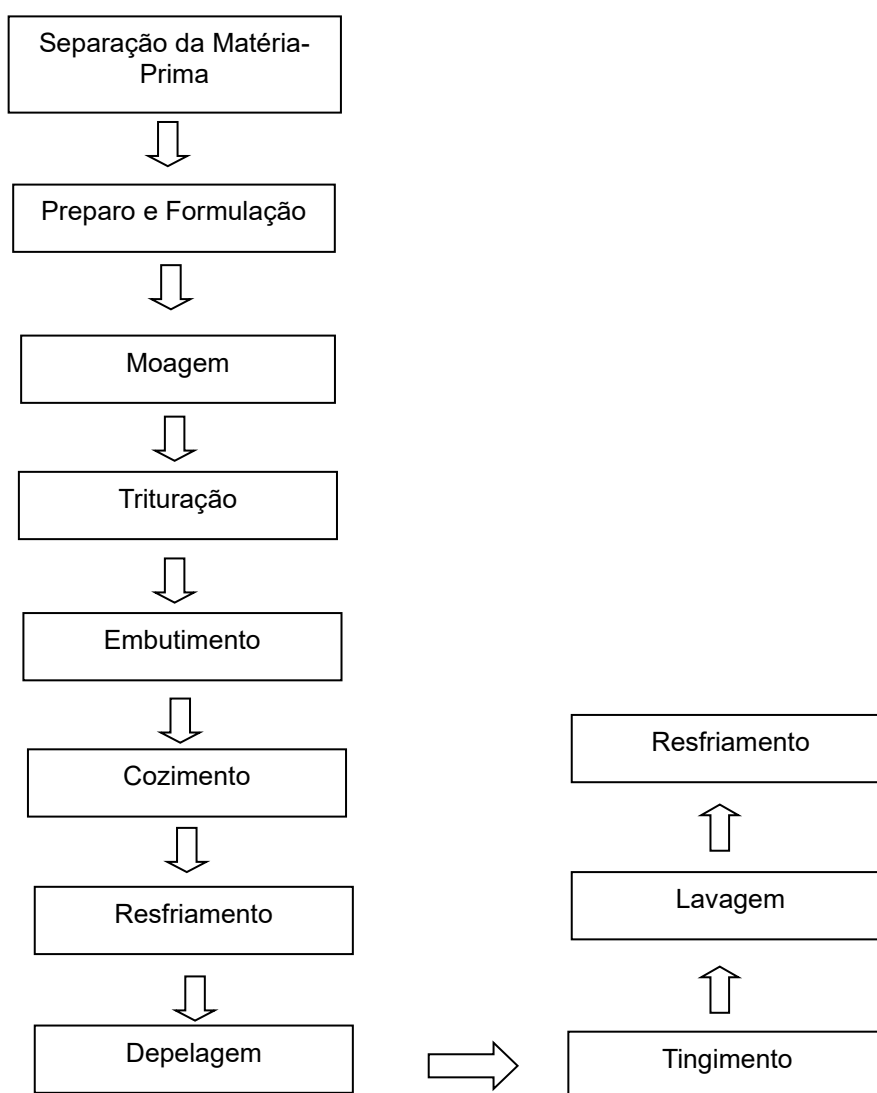 Separação da Matéria-
Prima
Preparo e Formulação
Moagem
Trituração
Embutimento
Cozimento
Resfriamento
Depelagem
Tingimento
Lavagem
Resfriamento